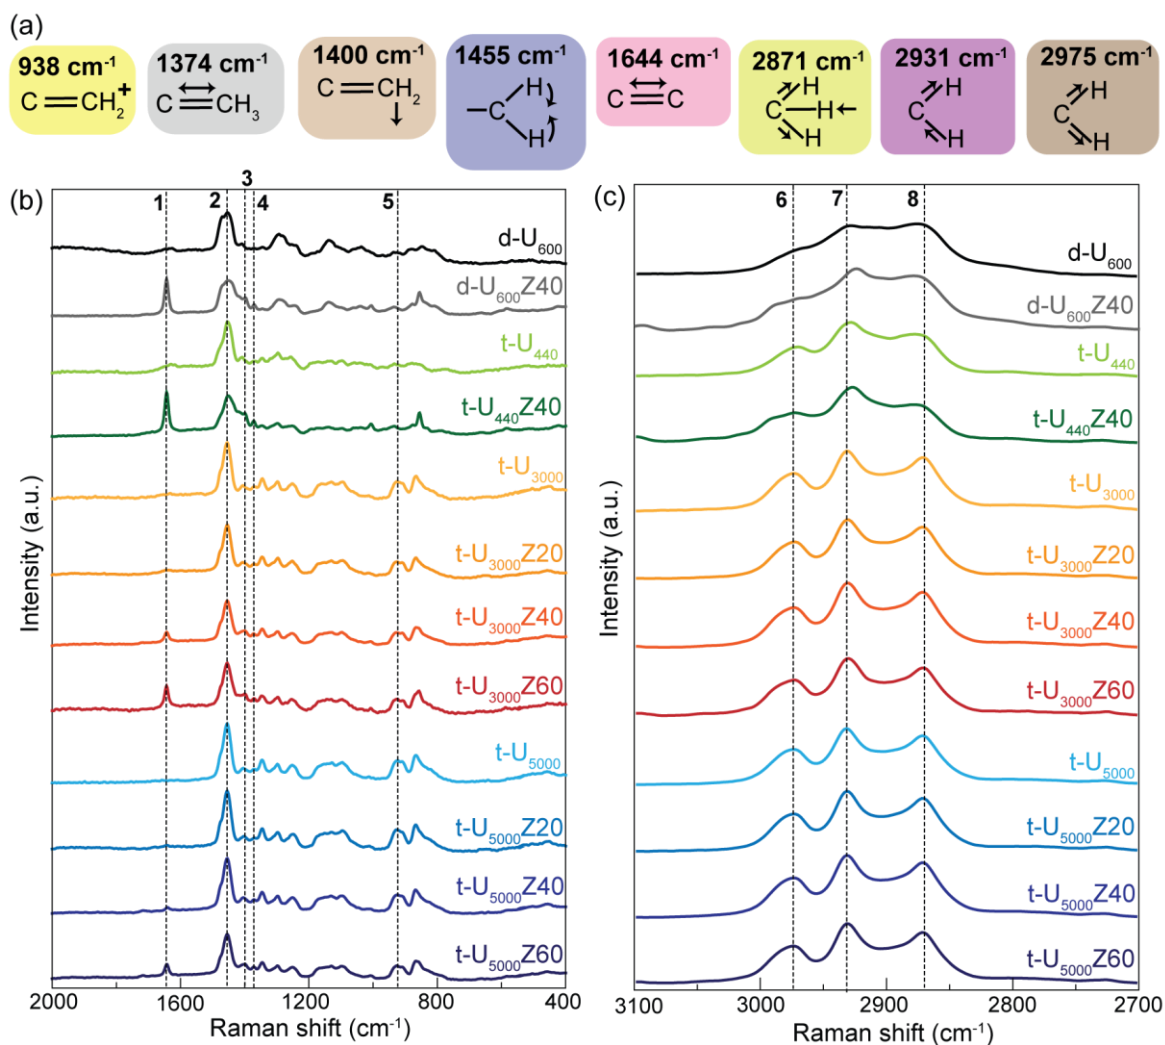 (a)
938 cm⁻¹
C=CH₂⁺
1374 cm⁻¹
C≡CH₃
1400 cm⁻¹
C=CH₂
1455 cm⁻¹
H
C
H
1644 cm⁻¹
C≡C
2871 cm⁻¹
H
C H
H
2931 cm⁻¹
H
C
H
2975 cm⁻¹
H
C
H
(b)
1 2 3 4 5
d-U₆₀₀
d-U₆₀₀Z40
t-U₄₄₀
t-U₄₄₀Z40
t-U₃₀₀₀
t-U₃₀₀₀Z20
t-U₃₀₀₀Z40
t-U₃₀₀₀Z60
t-U₅₀₀₀
t-U₅₀₀₀Z20
t-U₅₀₀₀Z40
t-U₅₀₀₀Z60
Intensity (a.u.)
2000 1600 1200 800 400
Raman shift (cm⁻¹)
(c)
6 7 8
d-U₆₀₀
d-U₆₀₀Z40
t-U₄₄₀
t-U₄₄₀Z40
t-U₃₀₀₀
t-U₃₀₀₀Z20
t-U₃₀₀₀Z40
t-U₃₀₀₀Z60
t-U₅₀₀₀
t-U₅₀₀₀Z20
t-U₅₀₀₀Z40
t-U₅₀₀₀Z60
Intensity (a.u.)
3100 3000 2900 2800 2700
Raman shift (cm⁻¹)